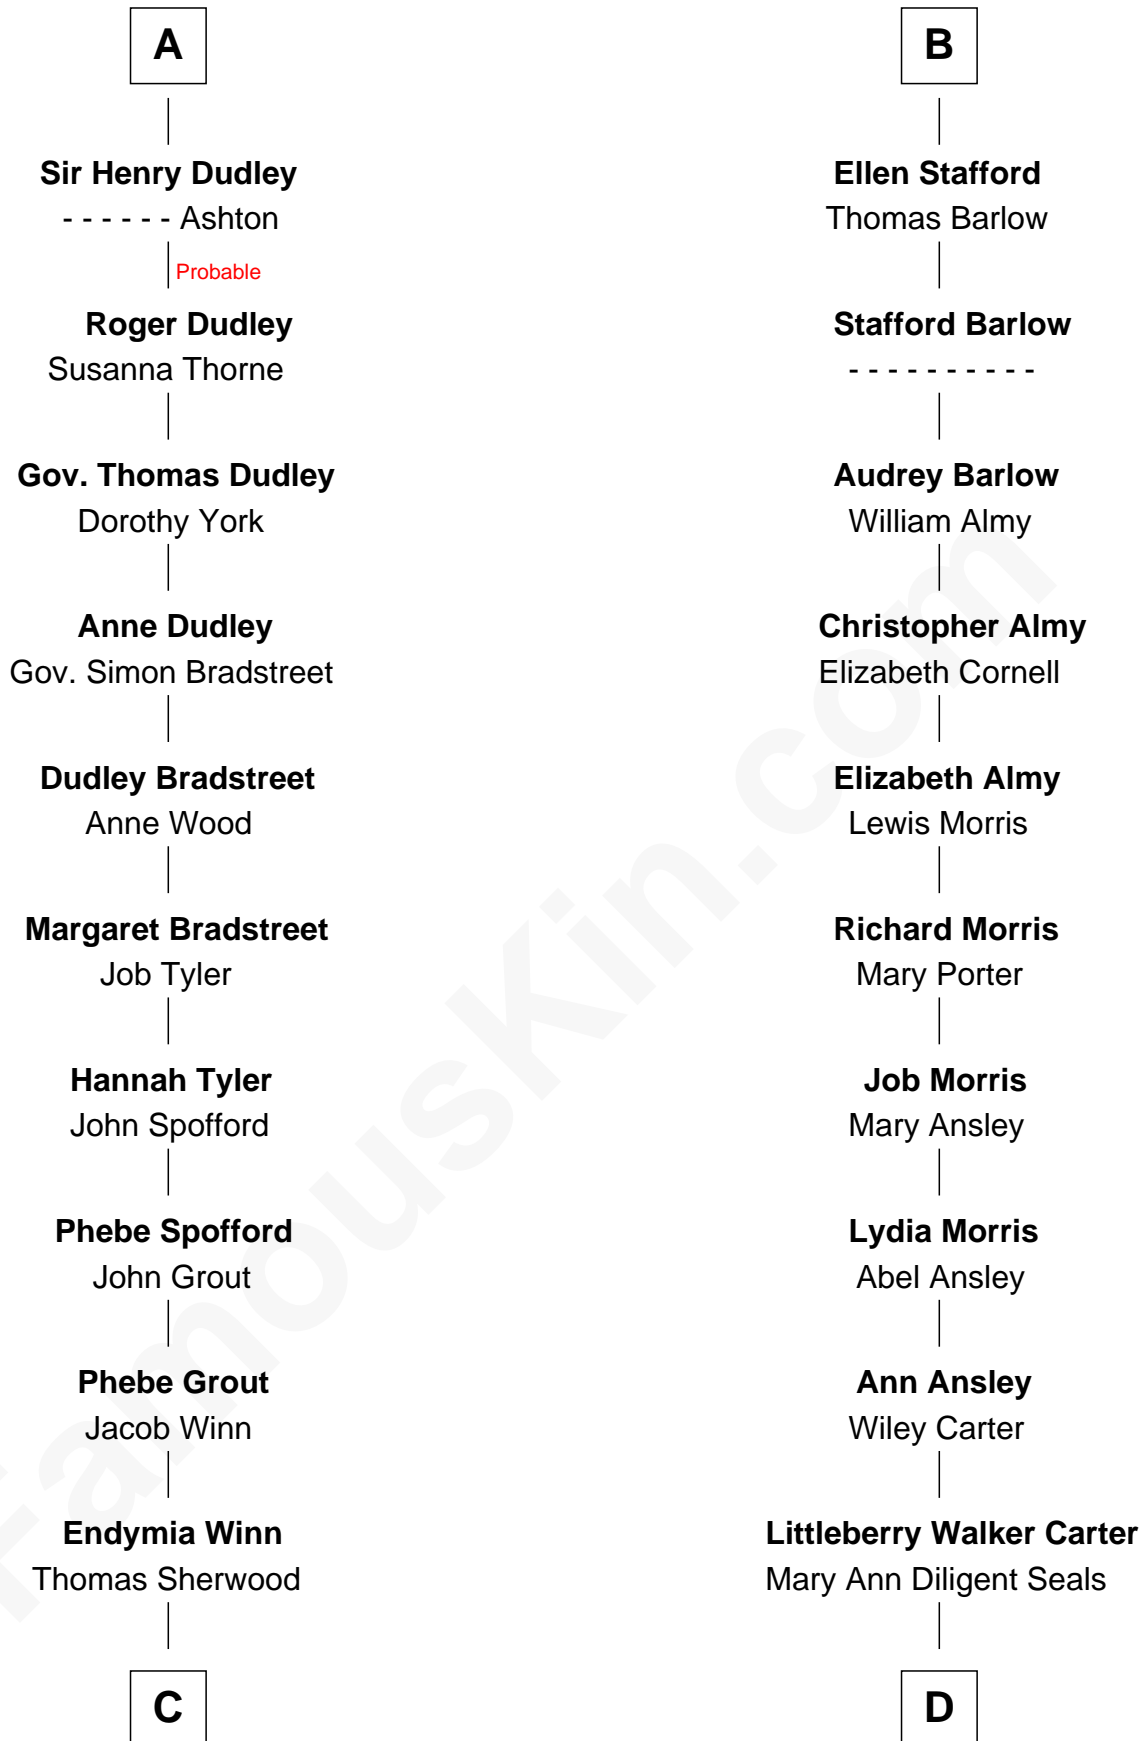 A
Sir Henry Dudley
- - - - - - Ashton
Probable
Roger Dudley
Susanna Thorne
Gov. Thomas Dudley
Dorothy York
Anne Dudley
Gov. Simon Bradstreet
Dudley Bradstreet
Anne Wood
Margaret Bradstreet
Job Tyler
Hannah Tyler
John Spofford
Phebe Spofford
John Grout
Phebe Grout
Jacob Winn
Endymia Winn
Thomas Sherwood
C
B
Ellen Stafford
Thomas Barlow
Stafford Barlow
- - - - - - - - - -
Audrey Barlow
William Almy
Christopher Almy
Elizabeth Cornell
Elizabeth Almy
Lewis Morris
Richard Morris
Mary Porter
Job Morris
Mary Ansley
Lydia Morris
Abel Ansley
Ann Ansley
Wiley Carter
Littleberry Walker Carter
Mary Ann Diligent Seals
D
FamousKin.com